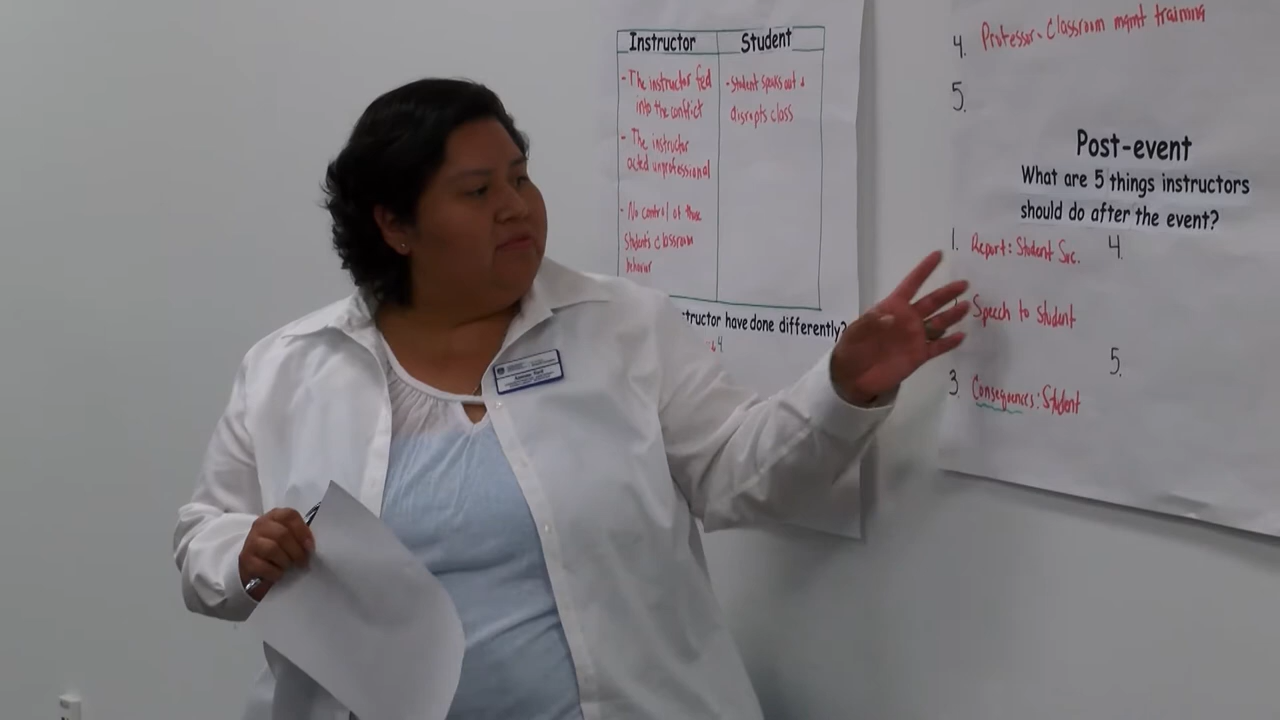 Instructor
Student
- The instructor fed
into the conflict
- The
instructor
acted unprofessional
- No control of those
Student's classroom
behavior
- Student speaks out &
disrupts class
tructor have done differently?
4
4. Professor - Classroom mgmt training
5.
Post-event
What are 5 things instructors
should do after the event?
1. Report: Student Svc.
Speech to Student
3. Consequences: Student
4.
5.